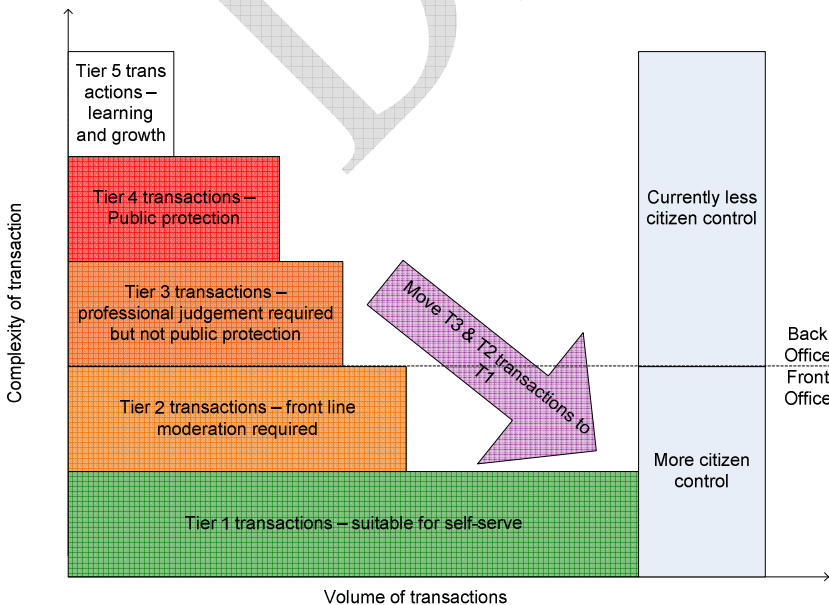 Complexity of transaction
Tier 5 trans
actions –
learning
and growth
Tier 4 transactions –
Public protection
Tier 3 transactions –
professional judgement required
but not public protection
Tier 2 transactions – front line
moderation required
Tier 1 transactions – suitable for self-serve
Move T3 & T2 transactions to
T1
Currently less
citizen control
More citizen
control
Back
Office
Front
Office
Volume of transactions